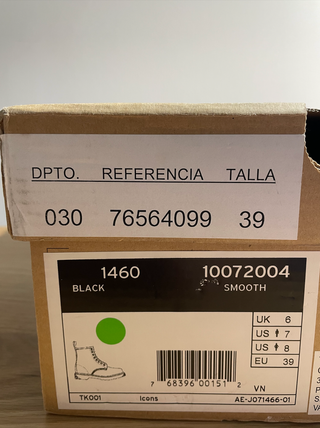 DPTO. REFERENCIA TALLA
030 76564099 39
1460 10072004
BLACK SMOOTH
UK 6
US 7
US 8
EU 39
7 68396 00151 2
VN
TK001 Icons AE-J071466-01